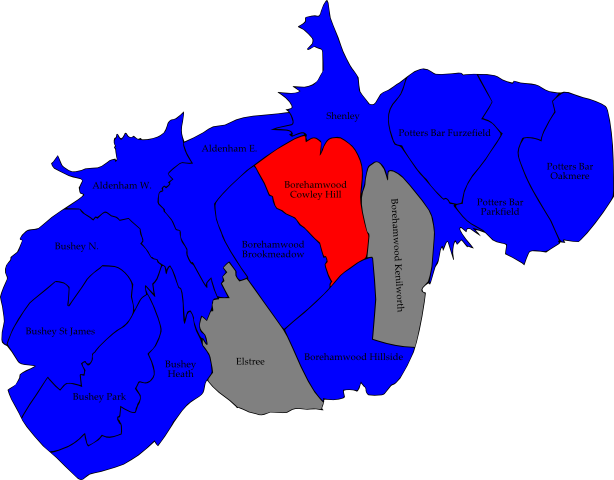 Shenley
Potters Bar Furzefield
Aldenham E.
Potters Bar
Oakmere
Aldenham W.
Borehamwood
Cowley Hill
Potters Bar
Parkfield
Borehamwood Kenilworth
Bushey N.
Borehamwood
Brookmeadow
Bushey St James
Borehamwood Hillside
Elstree
Bushey
Heath
Bushey Park